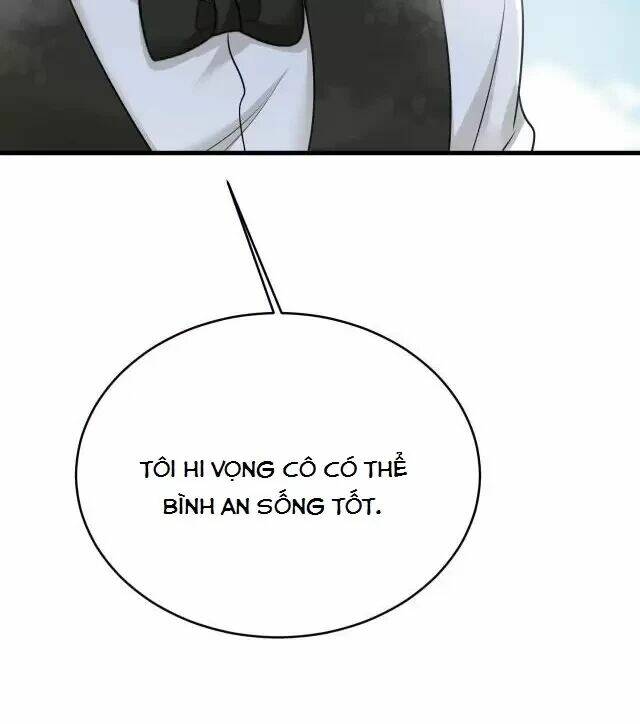 TÔI HI VỌNG CÔ CÓ THỂ
BÌNH AN SỐNG TỐT.